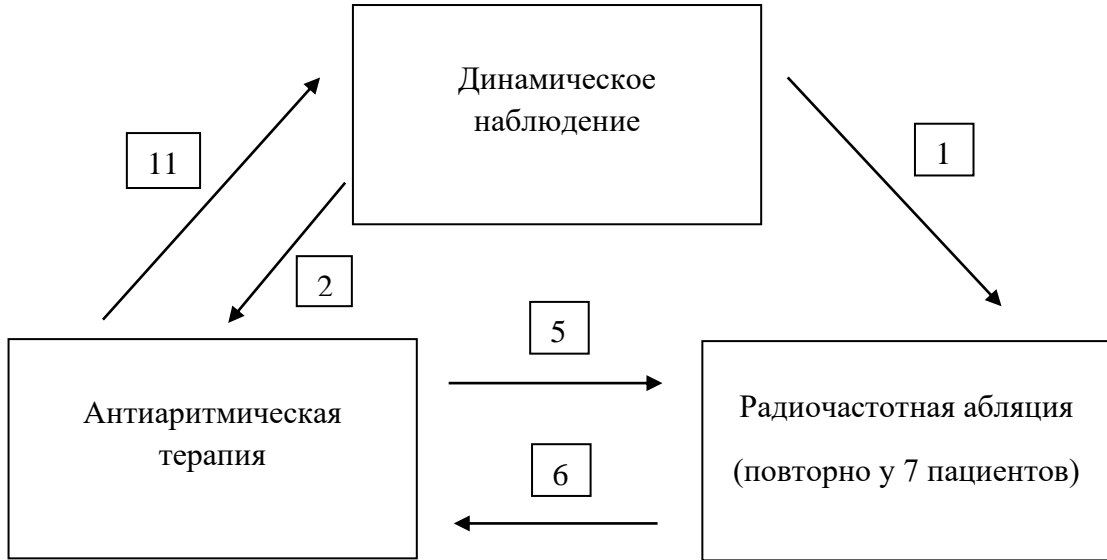 Динамическое
наблюдение
11
1
2
5
Антиаритмическая
терапия
Радиочастотная абляция
(повторно у 7 пациентов)
6